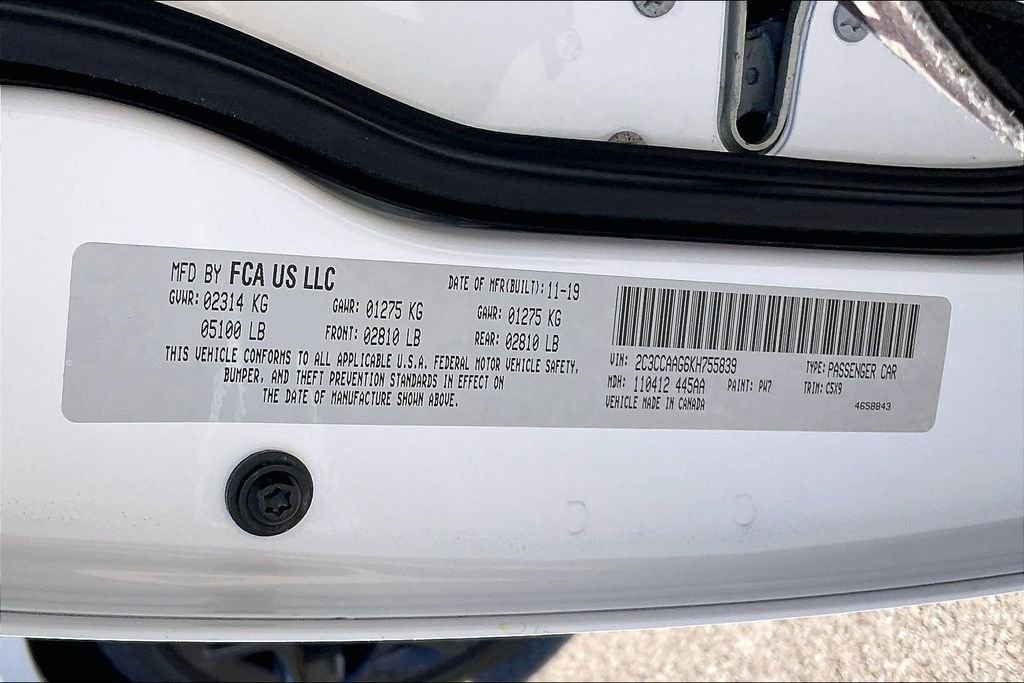 MFD BY FCA US LLC
DATE OF MFR(BUILT): 11-19
GVWR: 02314 KG
GAWR: 01275 KG
GAWR: 01275 KG
05100 LB
FRONT: 02810 LB
REAR: 02810 LB
THIS VEHICLE CONFORMS TO ALL APPLICABLE U.S.A. FEDERAL MOTOR VEHICLE SAFETY,
BUMPER, AND THEFT PREVENTION STANDARDS IN EFFECT ON
THE DATE OF MANUFACTURE SHOWN ABOVE.
VIN: 2C3CCAAG6KH755839
TYPE: PASSENGER CAR
MDH: 110412 445AA
PAINT: PW7
TRIM: C5X9
VEHICLE MADE IN CANADA
4658843